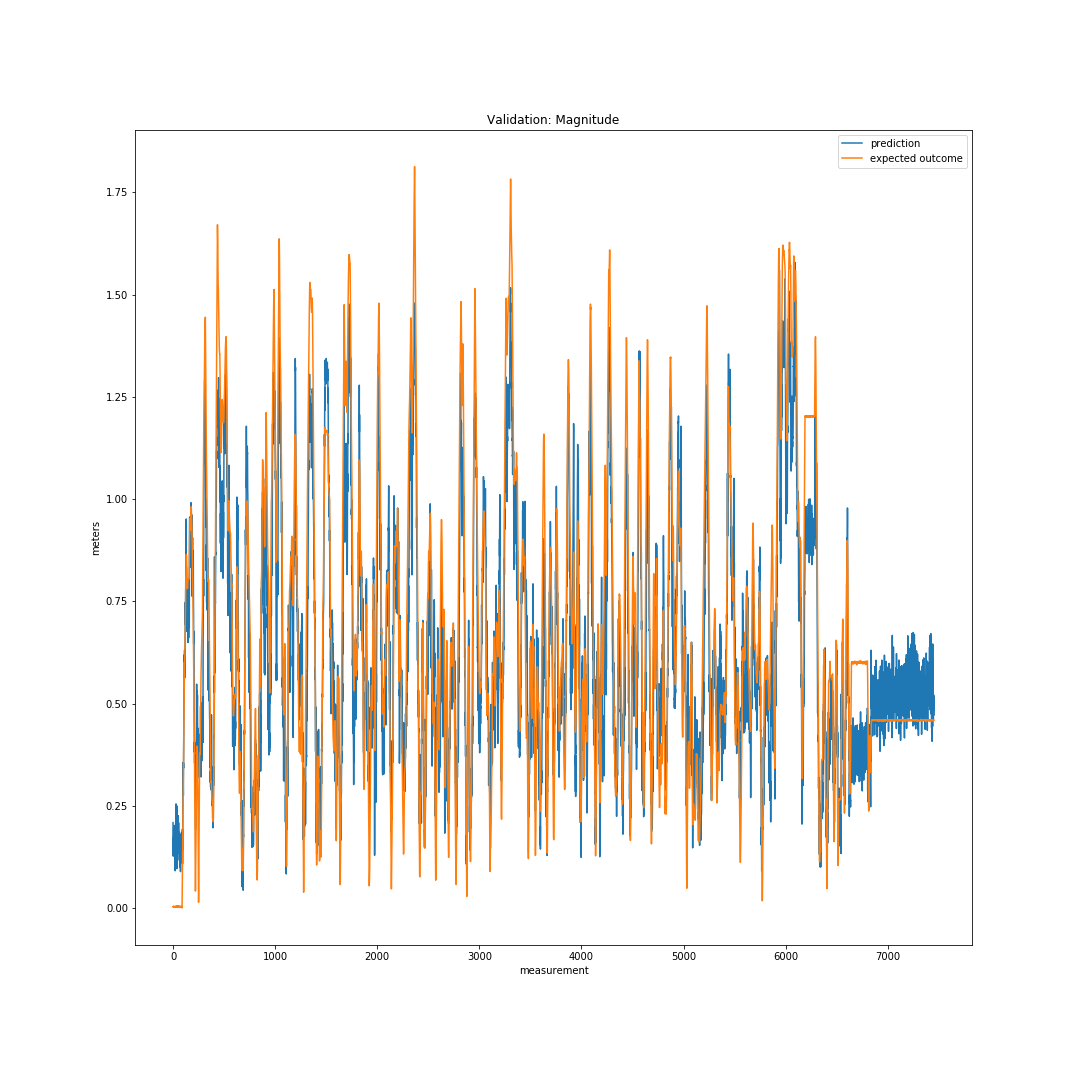 Validation: Magnitude
prediction
expected outcome
1.75
1.50
1.25
1.00
0.75
0.50
0.25
0.00
meters
0 1000 2000 3000 4000 5000 6000 7000
measurement